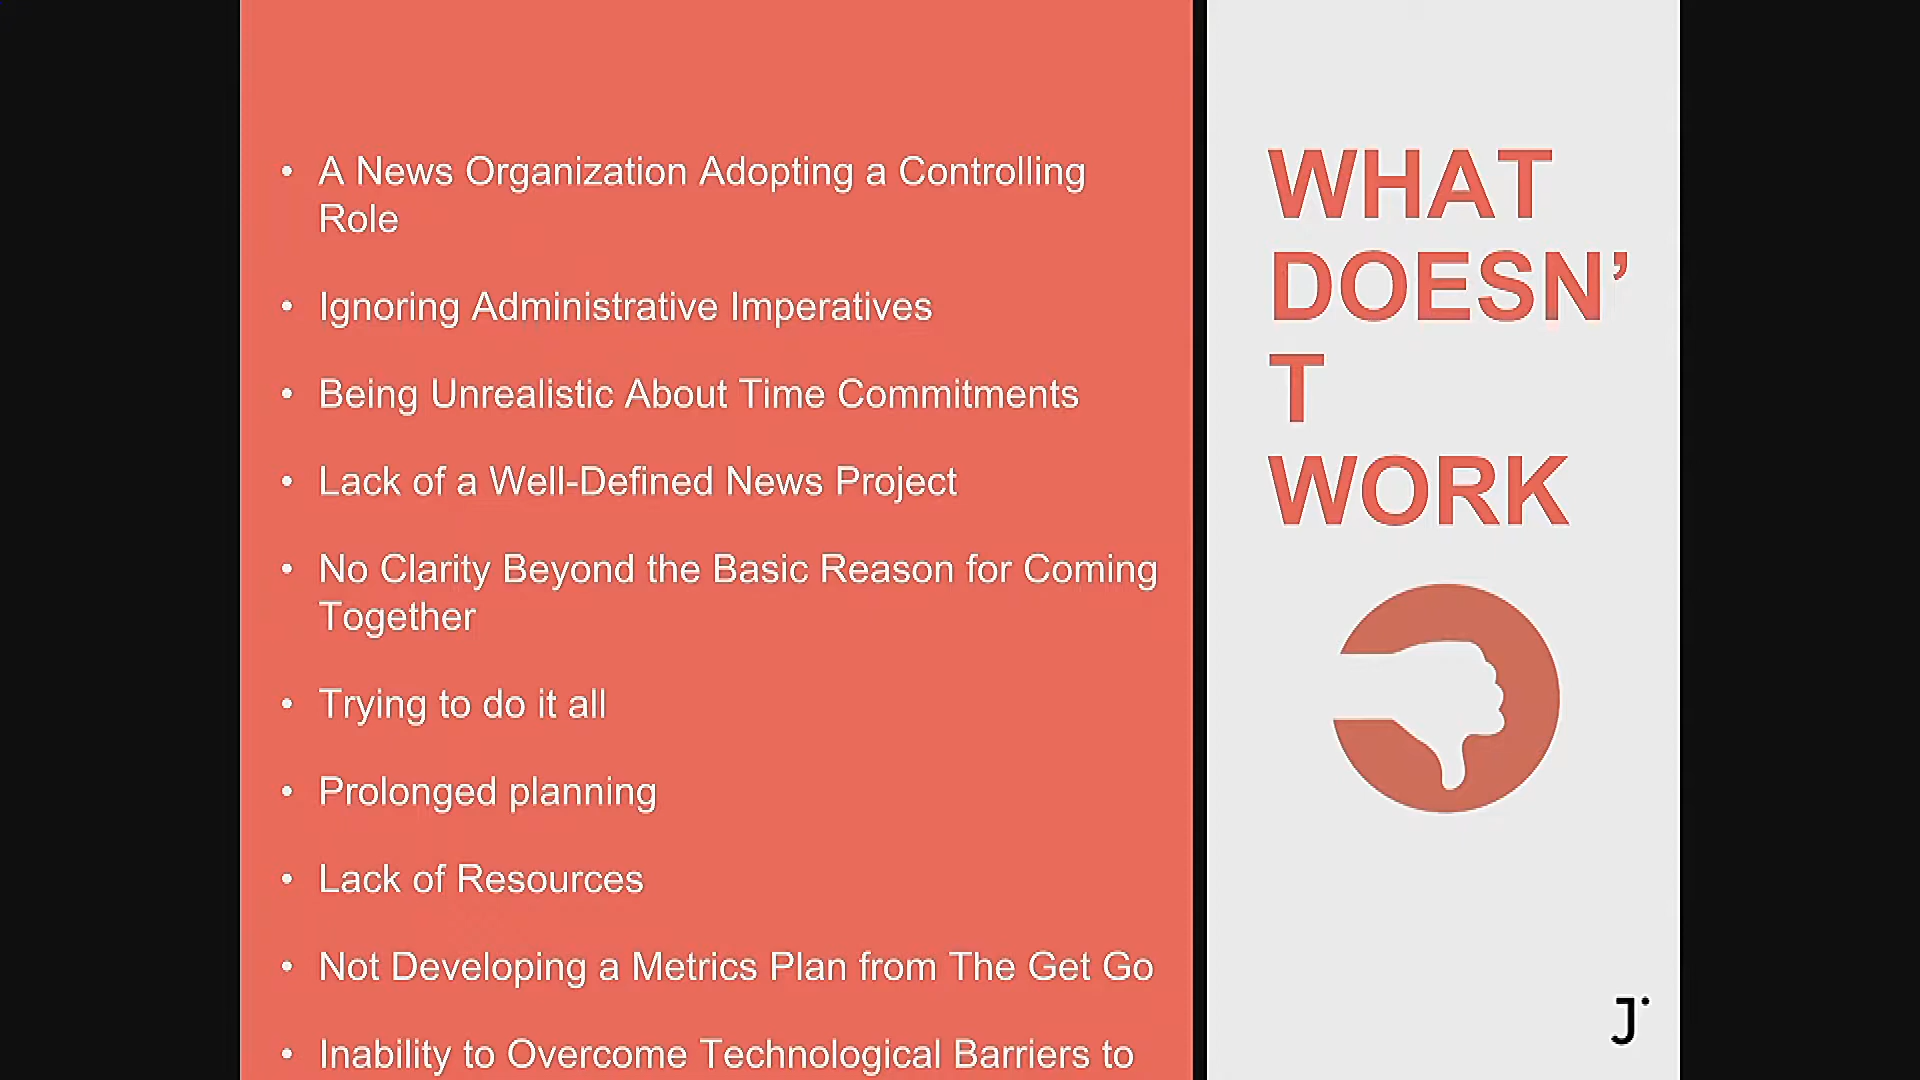 • A News Organization Adopting a Controlling
Role
• Ignoring Administrative Imperatives
• Being Unrealistic About Time Commitments
• Lack of a Well-Defined News Project
• No Clarity Beyond the Basic Reason for Coming
Together
• Trying to do it all
• Prolonged planning
• Lack of Resources
• Not Developing a Metrics Plan from The Get Go
• Inability to Overcome Technological Barriers to
WHAT
DOESN’
T
WORK
J